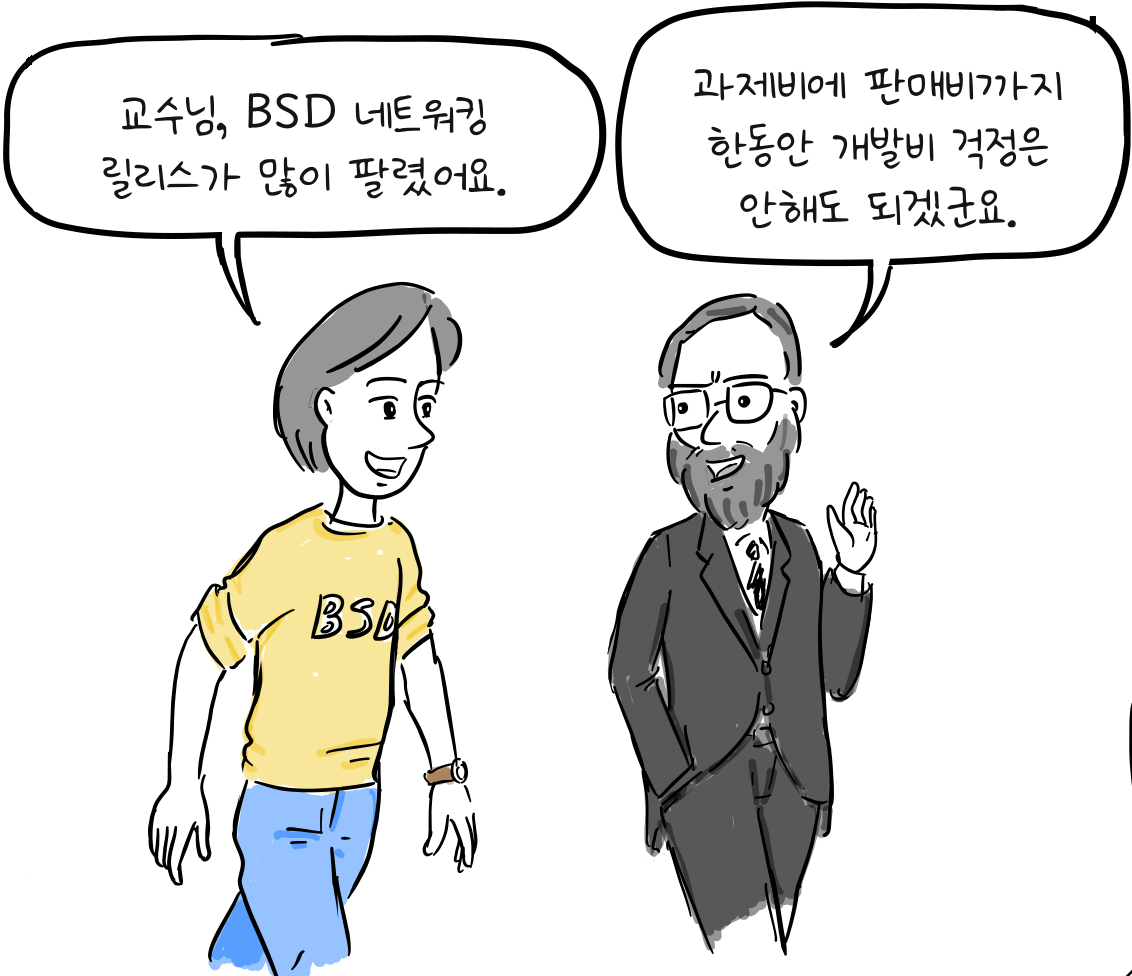 교수님, BSD 네트워킹
릴리스가 많이 팔렸어요.
과제비에 판매비까지
한동안 개발비 걱정은
안해도 되겠군요.
BSD